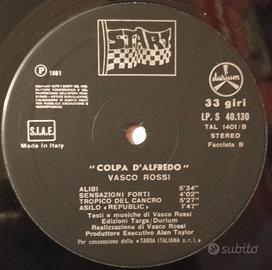 START
durium
Ⓟ 1981
33 giri
LP. S 40.130
TAL 1401/B
STEREO
Facciata B
S.I.A.E.
Made in Italy
"COLPA D'ALFREDO"
VASCO ROSSI
ALIBI 5'34"
SENSAZIONI FORTI 4'02"
TROPICO DEL CANCRO 5'27"
ASILO «REPUBLIC» 1'47"
Testi e musiche di Vasco Rossi
Edizioni Targa/Durium
Realizzazione di Vasco Rossi
Produttore Esecutivo Alan Taylor
Per concessione della «TARGA ITALIANA s.r.l.»
subito